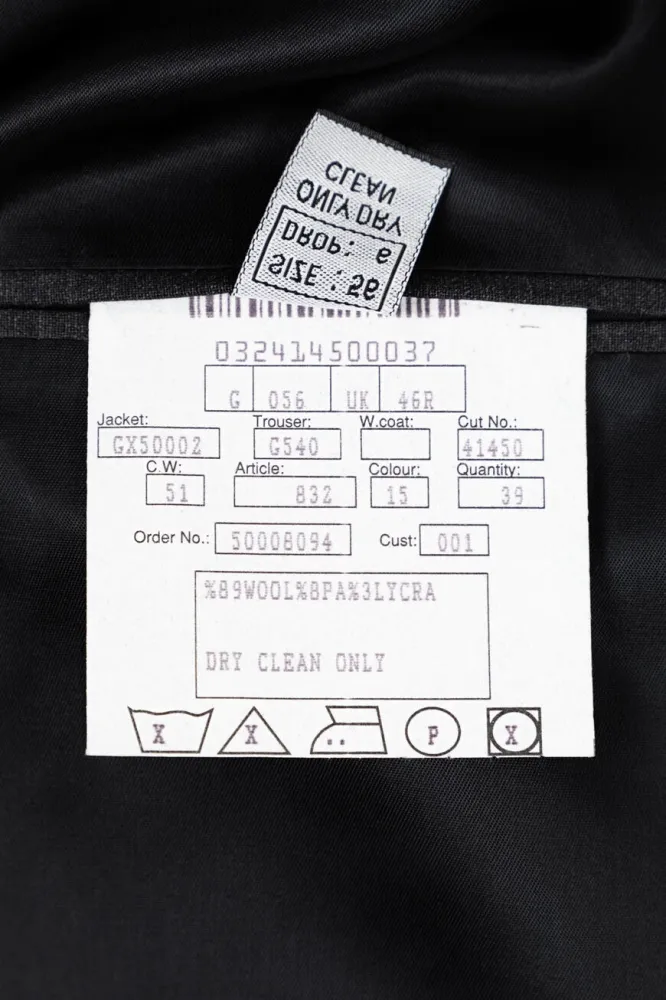 CLEAN
ONLY DRY
DROP: 6
SIZE : 56
032414500037
G 056 UK 46R
Jacket: Trouser: W.coat: Cut No.:
GX50002 G540 41450
C.W: Article: Colour: Quantity:
51 832 15 39
Order No.: 50008094 Cust: 001
%89WOOL%8PA%3LYCRA
DRY CLEAN ONLY
X X P X